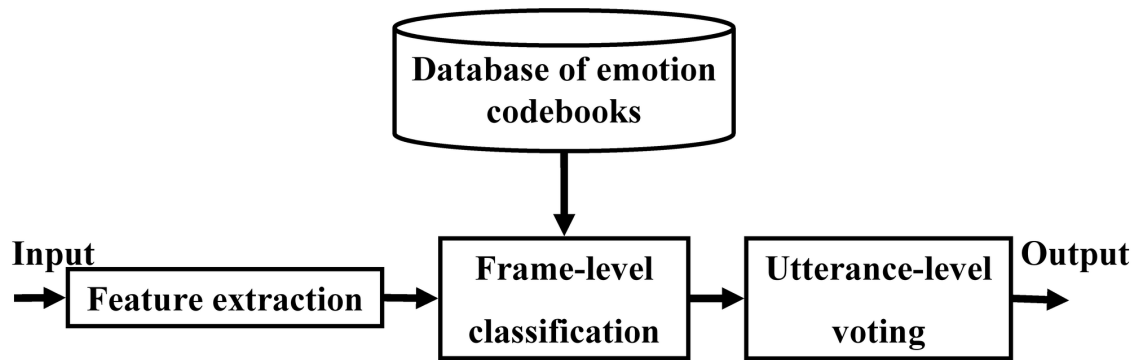 Database of emotion
codebooks
Input
Feature extraction
Frame-level
classification
Utterance-level
voting
Output